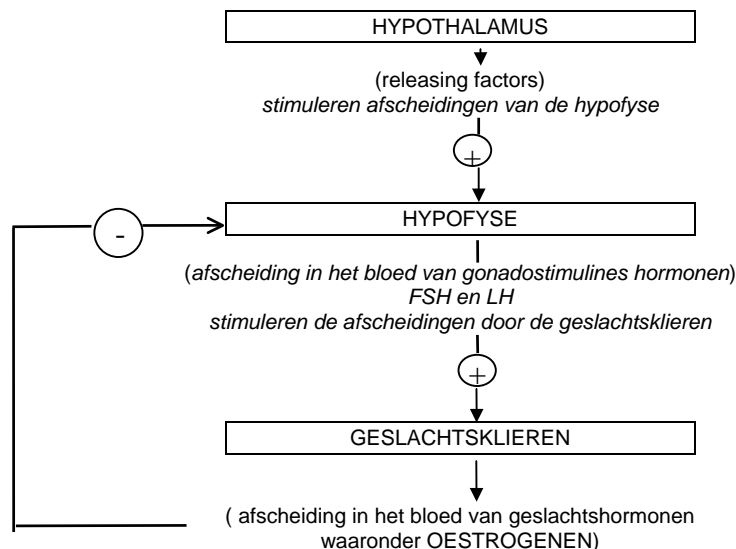 HYPOTHALAMUS
(releasing factors)
stimuleren afscheidingen van de hypofyse
+
-
HYPOFYSE
(afscheiding in het bloed van gonadostimulines hormonen)
FSH en LH
stimuleren de afscheidingen door de geslachtsklieren
+
GESLACHTSKLIEREN
( afscheiding in het bloed van geslachtshormonen
waaronder OESTROGENEN)